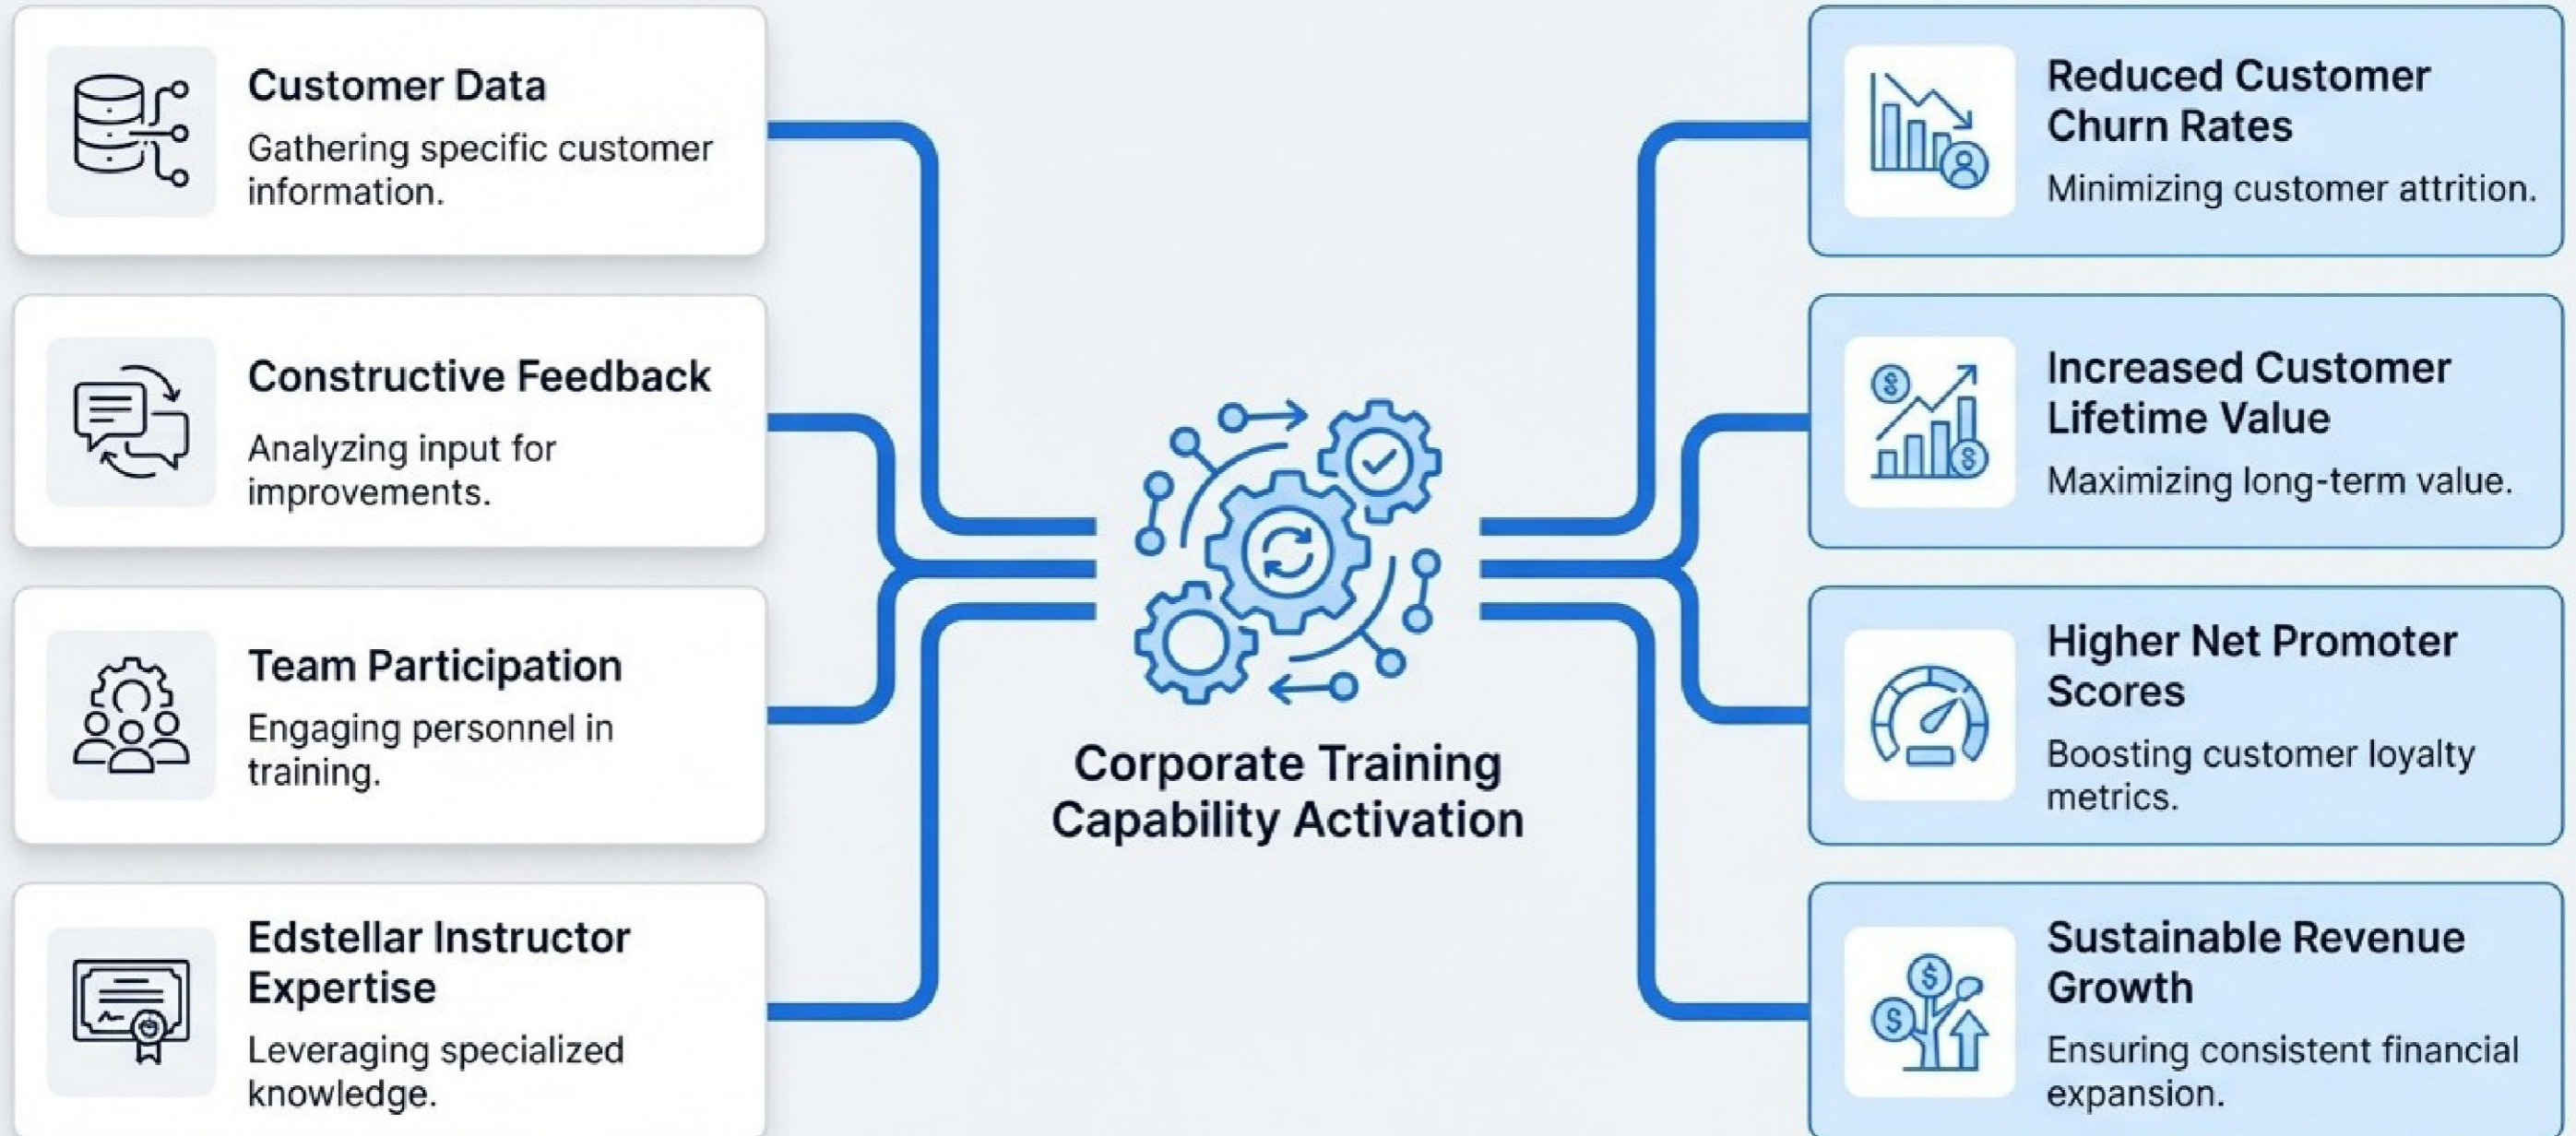 Customer Data
Gathering specific customer
information.
Constructive Feedback
Analyzing input for
improvements.
Team Participation
Engaging personnel in
training.
Edstellar Instructor
Expertise
Leveraging specialized
knowledge.
Corporate Training
Capability Activation
Reduced Customer
Churn Rates
Minimizing customer attrition.
Increased Customer
Lifetime Value
Maximizing long-term value.
Higher Net Promoter
Scores
Boosting customer loyalty
metrics.
Sustainable Revenue
Growth
Ensuring consistent financial
expansion.